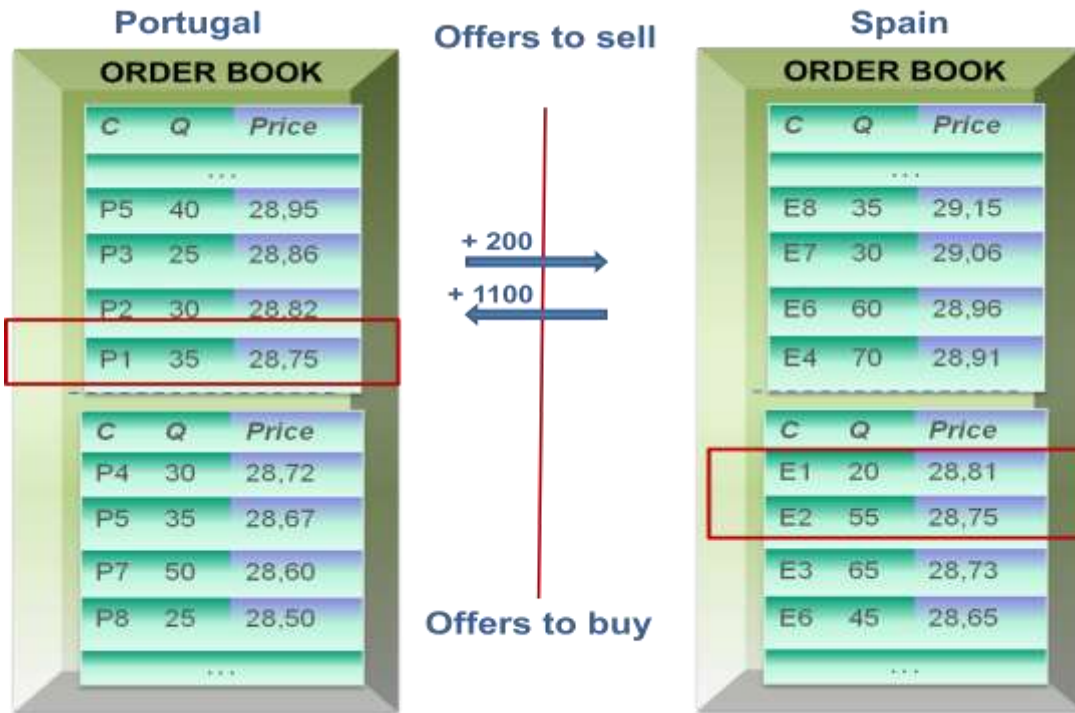 Portugal
ORDER BOOK
C Q Price
...
P5 40 28,95
P3 25 28,86
P2 30 28,82
P1 35 28,75
C Q Price
P4 30 28,72
P5 35 28,67
P7 50 28,60
P8 25 28,50
...
Offers to sell
+ 200
+ 1100
Offers to buy
Spain
ORDER BOOK
C Q Price
...
E8 35 29,15
E7 30 29,06
E6 60 28,96
E4 70 28,91
C Q Price
E1 20 28,81
E2 55 28,75
E3 65 28,73
E6 45 28,65
...